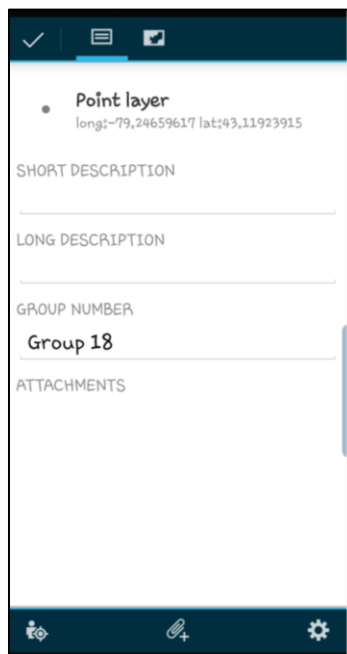 Point layer
long:-79,24659617 lat:43,11923915
SHORT DESCRIPTION
LONG DESCRIPTION
GROUP NUMBER
Group 18
ATTACHMENTS